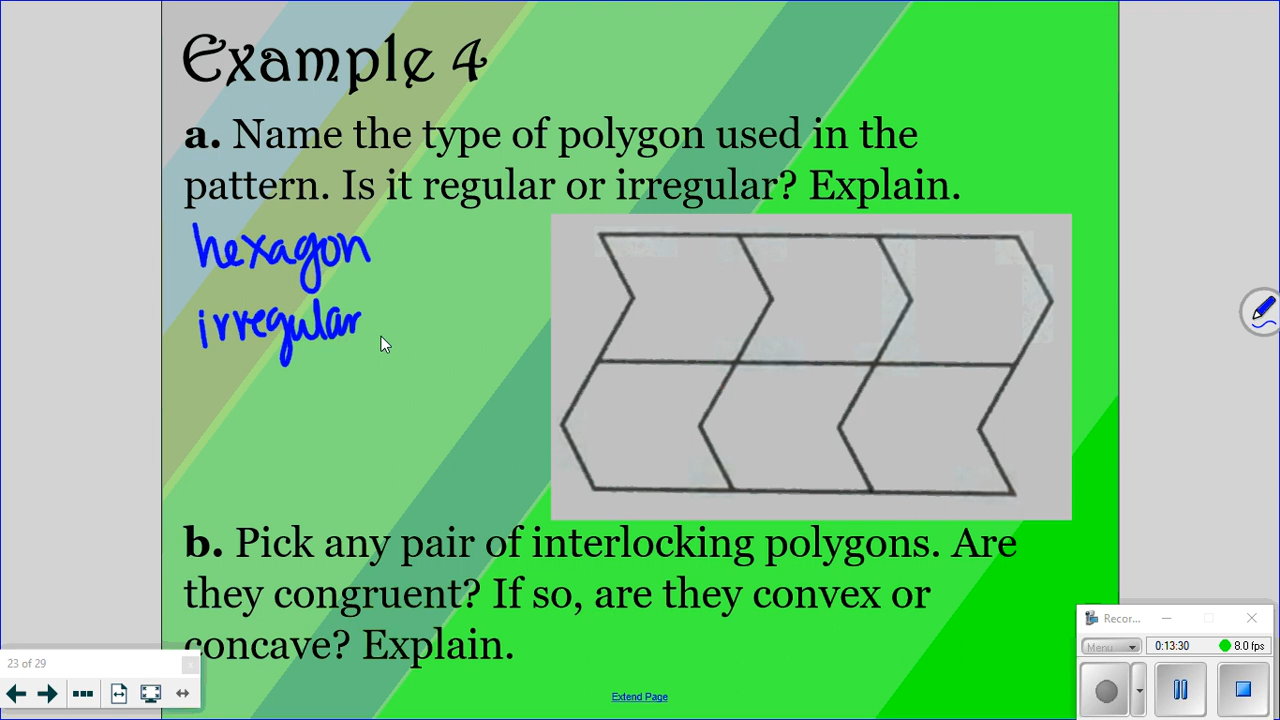 Example 4
a. Name the type of polygon used in the
pattern. Is it regular or irregular? Explain.
hexagon
irregular
b. Pick any pair of interlocking polygons. Are
they congruent? If so, are they convex or
concave? Explain.
Extend Page
23 of 29
x
Recor...
Menu
0:13:30
8.0 fps